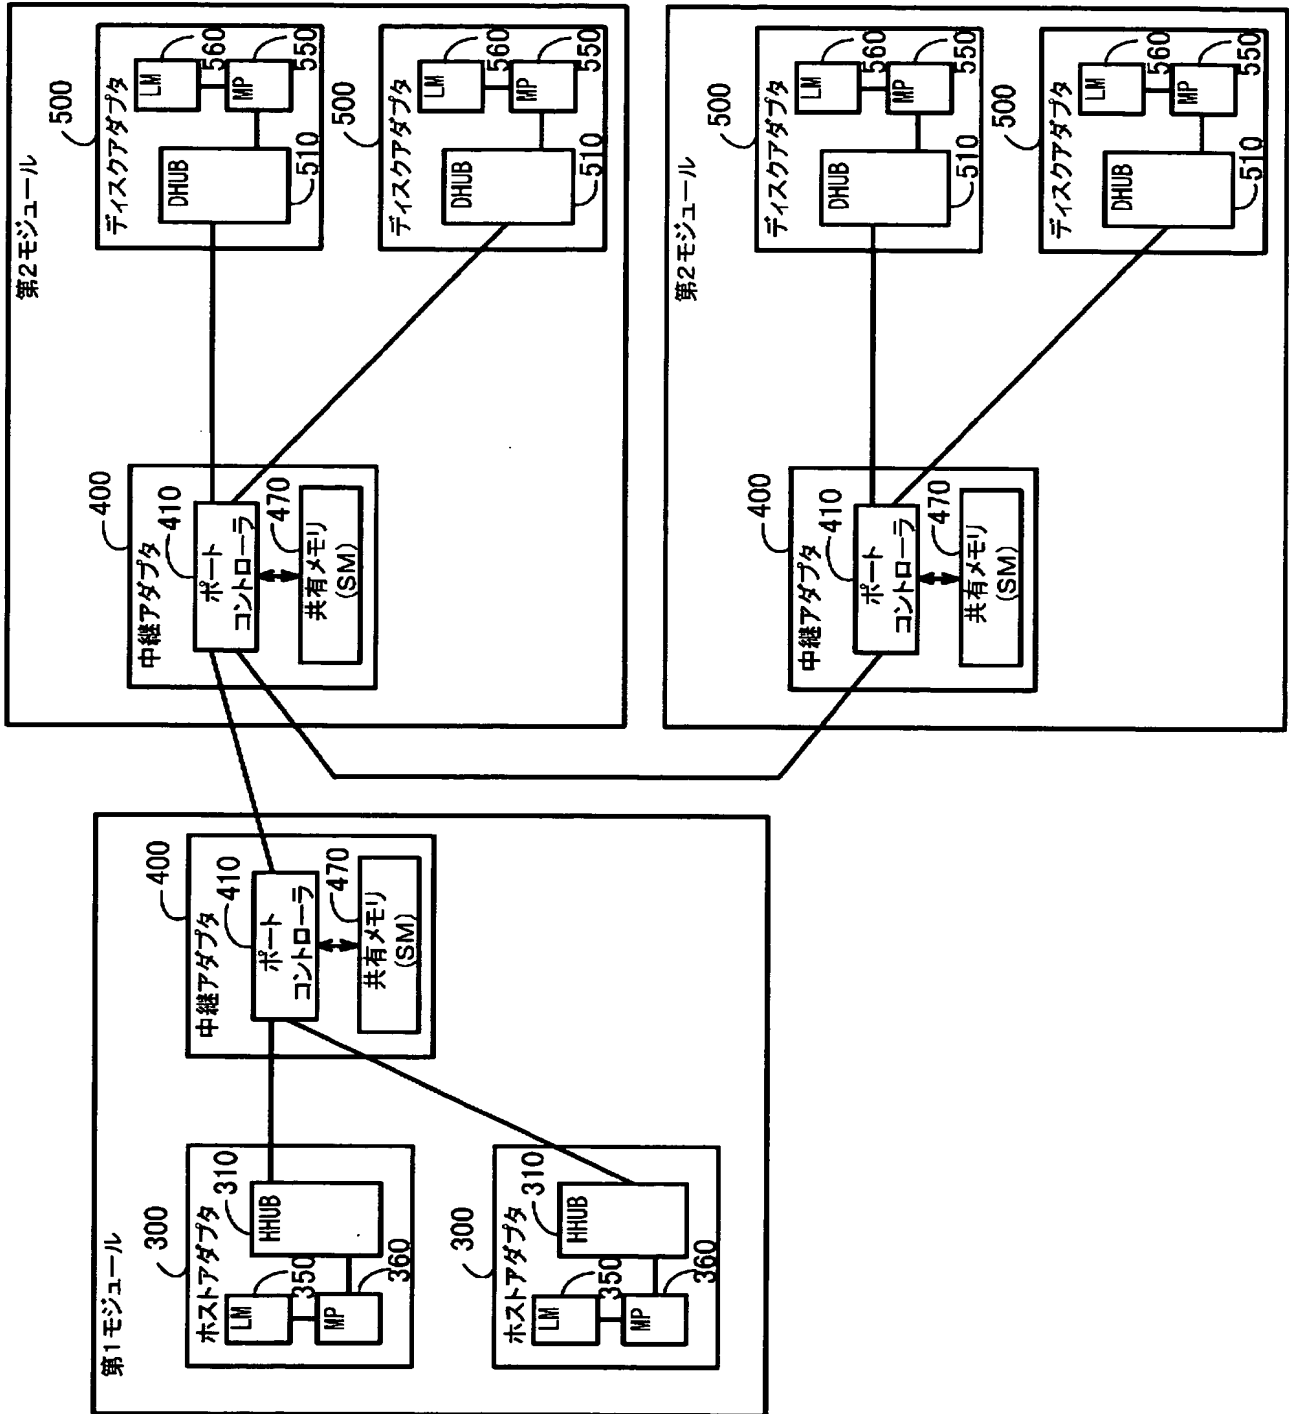 第1モジュール
300
ホストアダプタ
LM
350
MP
360
HHUB
310
300
ホストアダプタ
LM
350
MP
360
HHUB
310
400
中継アダプタ
410
ポート
コントローラ
470
共有メモリ
(SM)
第2モジュール
400
中継アダプタ
410
ポート
コントローラ
470
共有メモリ
(SM)
500
ディスクアダプタ
DHUB
510
LM
560
MP
550
500
ディスクアダプタ
DHUB
510
LM
560
MP
550
第2モジュール
400
中継アダプタ
410
ポート
コントローラ
470
共有メモリ
(SM)
500
ディスクアダプタ
DHUB
510
LM
560
MP
550
500
ディスクアダプタ
DHUB
510
LM
560
MP
550